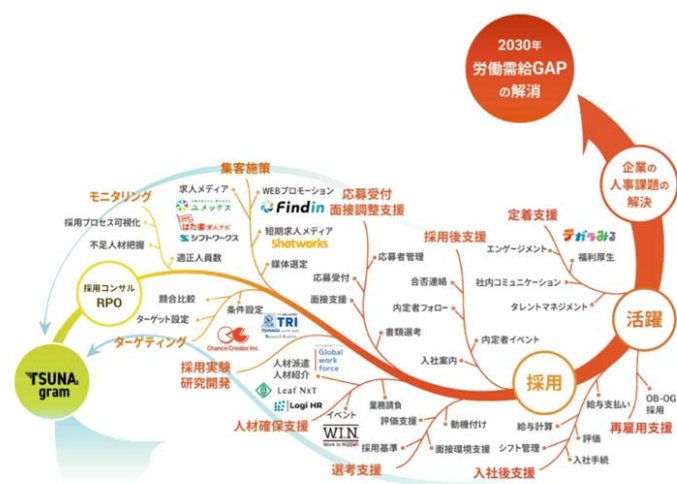 2030年
労働需給GAP
の解消
企業の
人事課題の
解決
集客施策
求人メディア
WEBプロモーション
ユメックス
Findin
はた楽求人ナビ
シフトワークス
短期求人メディア
Shotworks
媒体選定
モニタリング
採用プロセス可視化
不足人材把握
適正人員数
応募受付
面接調整支援
応募者管理
応募受付
面接支援
書類選考
採用後支援
合否連絡
内定者フォロー
内定者イベント
入社案内
定着支援
テガラみる
エンゲージメント
福利厚生
社内コミュニケーション
タレントマネジメント
活躍
採用コンサル
RPO
競合比較
ターゲット設定
条件設定
ターゲティング
TSUNA
gram
Chance Creator Inc.
TRI
採用実験
研究開発
人材派遣
人材紹介
Global
work
force
Leaf NxT
Logi HR
イベント
業務請負
人材確保支援
W.I.N.
採用
動機付け
評価支援
採用基準
面接環境支援
選考支援
給与支払い
給与計算
シフト管理
評価
入社手続
入社後支援
OB-OG
採用
再雇用支援